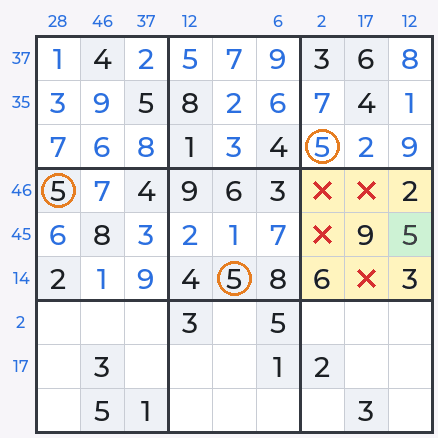 28 46 37 12 6 2 17 12
37 1 4 2 5 7 9 3 6 8
35 3 9 5 8 2 6 7 4 1
7 6 8 1 3 4 5 2 9
46 5 7 4 9 6 3 × × 2
45 6 8 3 2 1 7 × 9 5
14 2 1 9 4 5 8 6 × 3
2 3 5
17 3 1 2
5 1 3